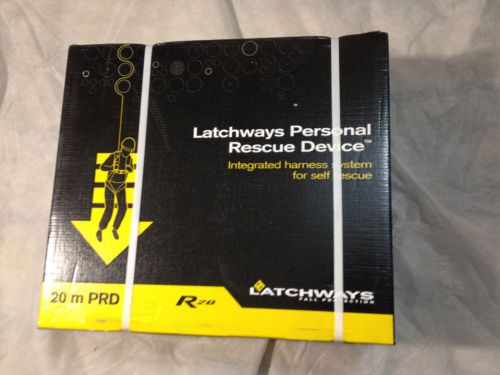 Latchways Personal
Rescue Device™
Integrated harness system
for self rescue
20 m PRD
R20
LATCHWAYS
FALL PROTECTION